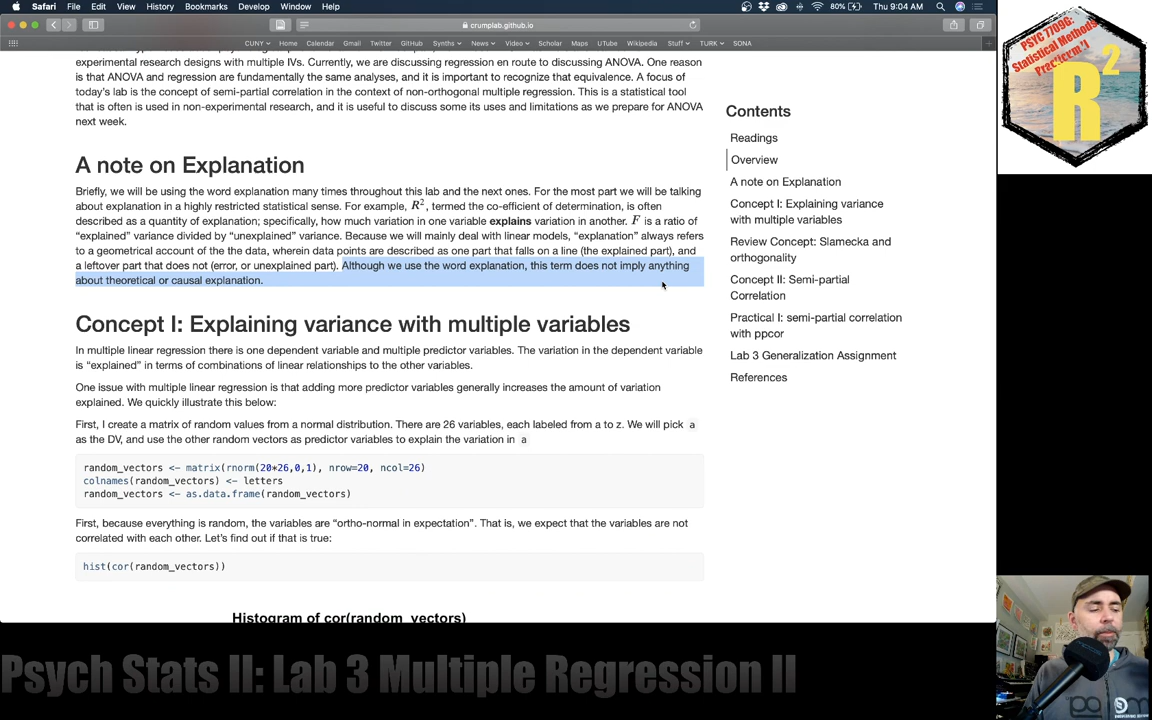 Safari File Edit View History Bookmarks Develop Window Help
80% Thu 9:04 AM
crumplab.github.io
CUNY Home Calendar Gmail Twitter GitHub Synths News Video Scholar Maps UTube Wikipedia Stuff TURK SONA
experimental research designs with multiple IVs. Currently, we are discussing regression en route to discussing ANOVA. One reason
is that ANOVA and regression are fundamentally the same analyses, and it is important to recognize that equivalence. A focus of
today's lab is the concept of semi-partial correlation in the context of non-orthogonal multiple regression. This is a statistical tool
that is often is used in non-experimental research, and it is useful to discuss some its uses and limitations as we prepare for ANOVA
next week.
A note on Explanation
Briefly, we will be using the word explanation many times throughout this lab and the next ones. For the most part we will be talking
about explanation in a highly restricted statistical sense. For example, R², termed the co-efficient of determination, is often
described as a quantity of explanation; specifically, how much variation in one variable explains variation in another. F is a ratio of
“explained” variance divided by “unexplained” variance. Because we will mainly deal with linear models, “explanation” always refers
to a geometrical account of the the data, wherein data points are described as one part that falls on a line (the explained part), and
a leftover part that does not (error, or unexplained part). Although we use the word explanation, this term does not imply anything
about theoretical or causal explanation.
Concept I: Explaining variance with multiple variables
In multiple linear regression there is one dependent variable and multiple predictor variables. The variation in the dependent variable
is “explained” in terms of combinations of linear relationships to the other variables.
One issue with multiple linear regression is that adding more predictor variables generally increases the amount of variation
explained. We quickly illustrate this below:
First, I create a matrix of random values from a normal distribution. There are 26 variables, each labeled from a to z. We will pick a
as the DV, and use the other random vectors as predictor variables to explain the variation in a
random_vectors <- matrix(rnorm(20*26,0,1), nrow=20, ncol=26)
colnames(random_vectors) <- letters
random_vectors <- as.data.frame(random_vectors)
First, because everything is random, the variables are “ortho-normal in expectation”. That is, we expect that the variables are not
correlated with each other. Let's find out if that is true:
hist(cor(random_vectors))
Histogram of cor(random_vectors)
Contents
Readings
Overview
A note on Explanation
Concept I: Explaining variance
with multiple variables
Review Concept: Slamecka and
orthogonality
Concept II: Semi-partial
Correlation
Practical I: semi-partial correlation
with ppcor
Lab 3 Generalization Assignment
References
PSYC 7709G:
Statistical Methods
Practicum 1
R²
Psych Stats II: Lab 3 Multiple Regression II